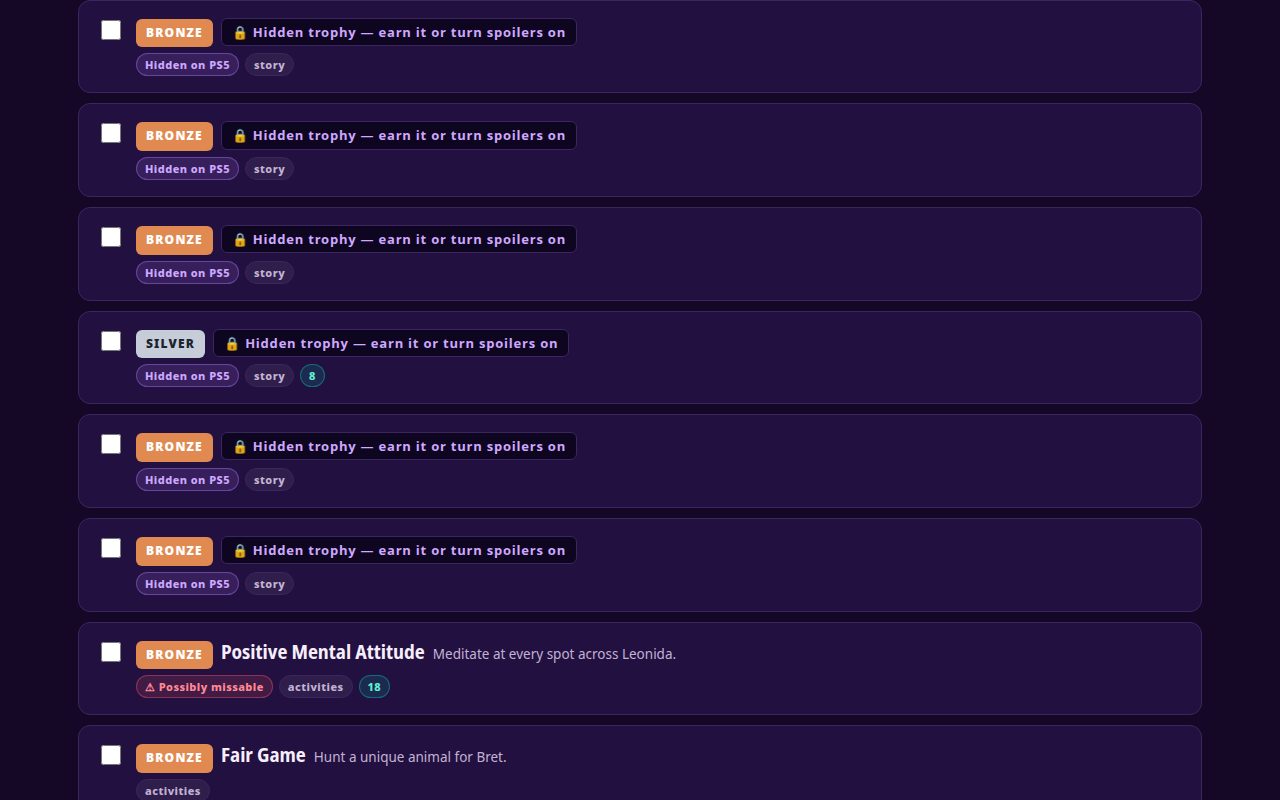 BRONZE 🔒 Hidden trophy — earn it or turn spoilers on
Hidden on PS5 story
BRONZE 🔒 Hidden trophy — earn it or turn spoilers on
Hidden on PS5 story
BRONZE 🔒 Hidden trophy — earn it or turn spoilers on
Hidden on PS5 story
SILVER 🔒 Hidden trophy — earn it or turn spoilers on
Hidden on PS5 story 8
BRONZE 🔒 Hidden trophy — earn it or turn spoilers on
Hidden on PS5 story
BRONZE 🔒 Hidden trophy — earn it or turn spoilers on
Hidden on PS5 story
BRONZE Positive Mental Attitude Meditate at every spot across Leonida.
⚠ Possibly missable activities 18
BRONZE Fair Game Hunt a unique animal for Bret.
activities